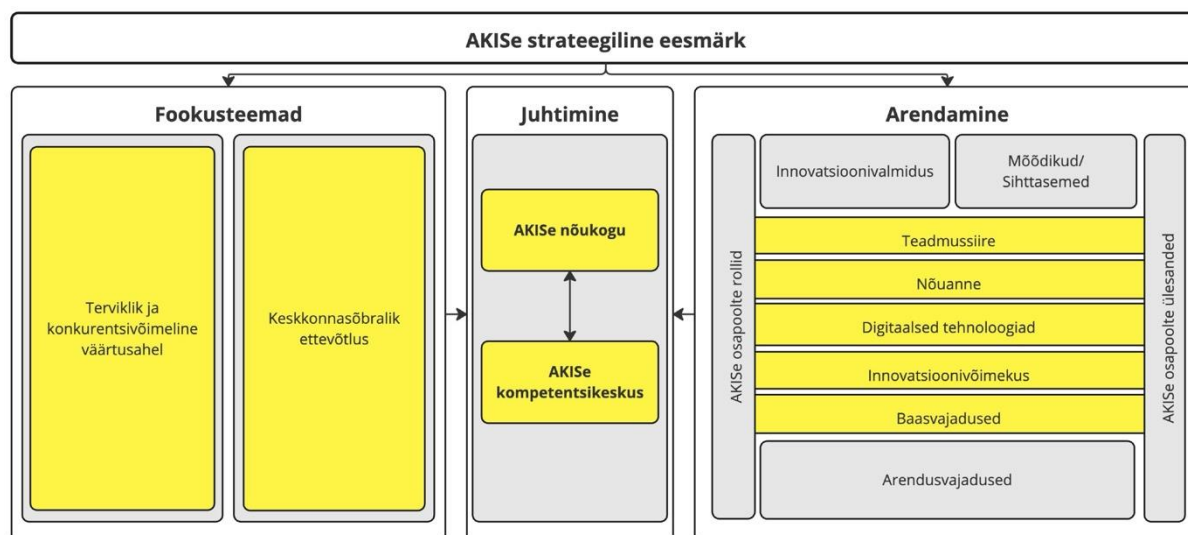 AKISe strateegiline eesmärk
Fookusteemad
Terviklik ja
konkurentsivõimeline
väärtusahel
Keskkonnasõbralik
ettevõtlus
Juhtimine
AKISe nõukogu
AKISe
kompetentsikeskus
Arendamine
AKISe osapoolte rollid
Innovatsioonivalmidus
Mõõdikud/
Sihttasemed
Teadmussiire
Nõuanne
Digitaalsed tehnoloogiad
Innovatsioonivõimekus
Baasvajadused
Arendusvajadused
AKISe osapoolte ülesanded